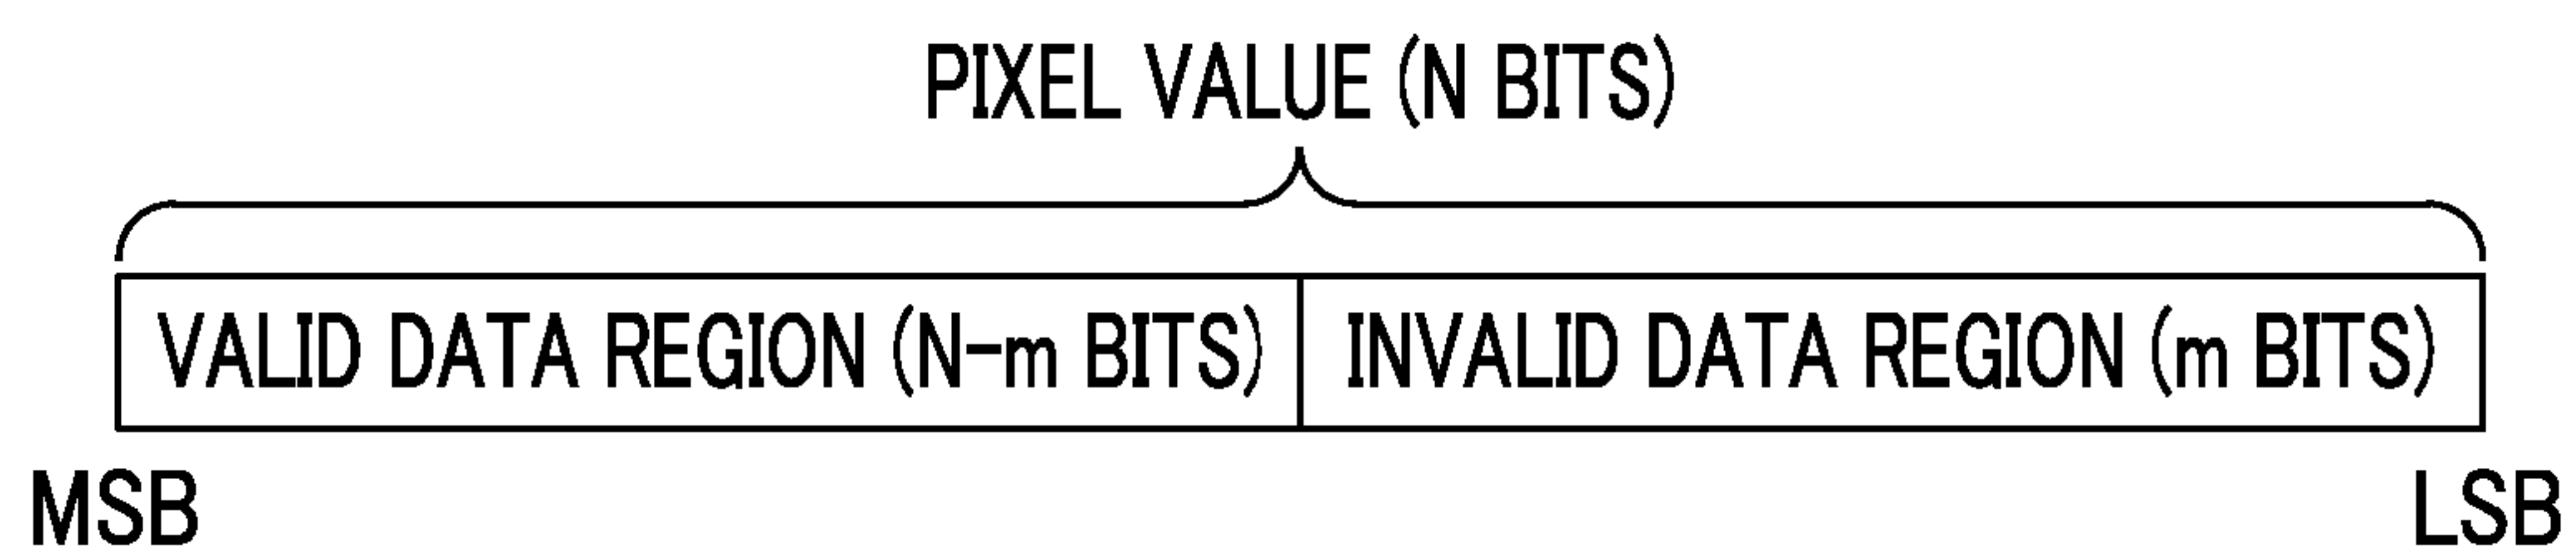 PIXEL VALUE (N BITS)
VALID DATA REGION (N-m BITS) INVALID DATA REGION (m BITS)
MSB LSB